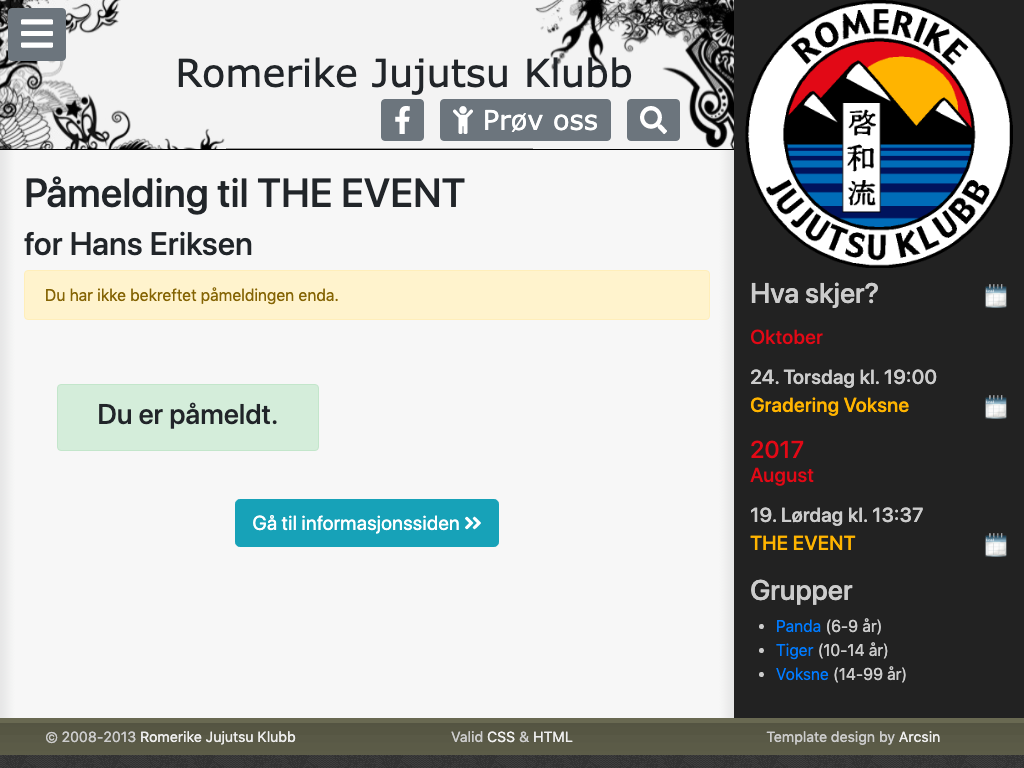 Romerike Jujutsu Klubb
Prøv oss
Påmelding til THE EVENT
for Hans Eriksen
Du har ikke bekreftet påmeldingen enda.
Du er påmeldt.
Gå til informasjonssiden
ROMERIKE
啓和流
JUJUTSU KLUBB
Hva skjer?
Oktober
24. Torsdag kl. 19:00
Gradering Voksne
2017
August
19. Lørdag kl. 13:37
THE EVENT
Grupper
Panda (6-9 år)
Tiger (10-14 år)
Voksne (14-99 år)
© 2008-2013 Romerike Jujutsu Klubb
Valid CSS & HTML
Template design by Arcsin